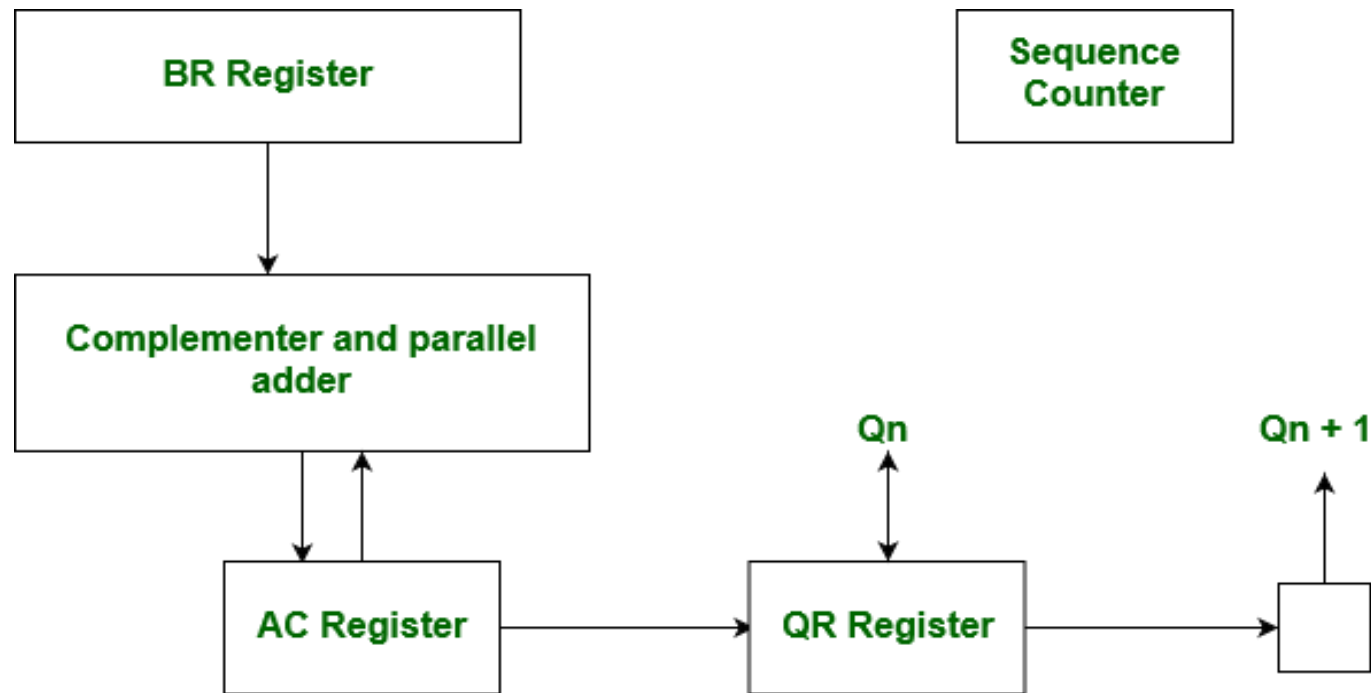 BR Register
Sequence
Counter
Complementer and parallel
adder
Qn
Qn + 1
AC Register
QR Register